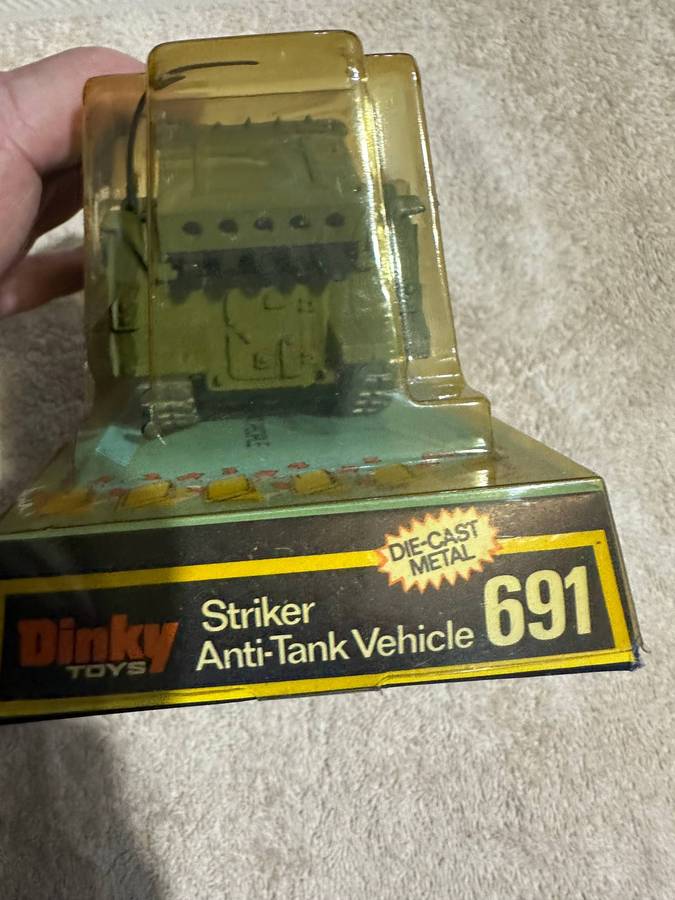 DIE-CAST
METAL
Dinky
TOYS
Striker
Anti-Tank Vehicle
691